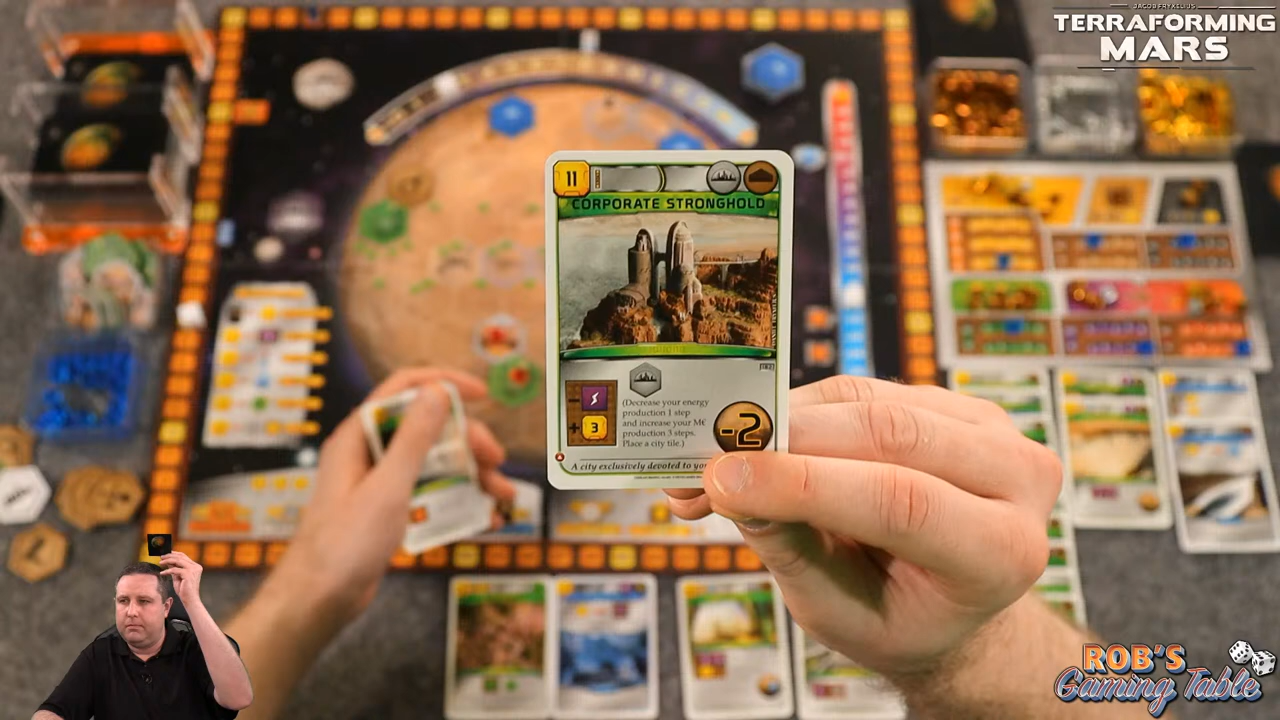 JACOB FRYXELIUS
TERRAFORMING
MARS
11
CORPORATE STRONGHOLD
- 
+ 3
(Decrease your energy
production 1 step
and increase your M€
production 3 steps.
Place a city tile.)
-2
A city exclusively devoted to
ROB'S
Gaming Table